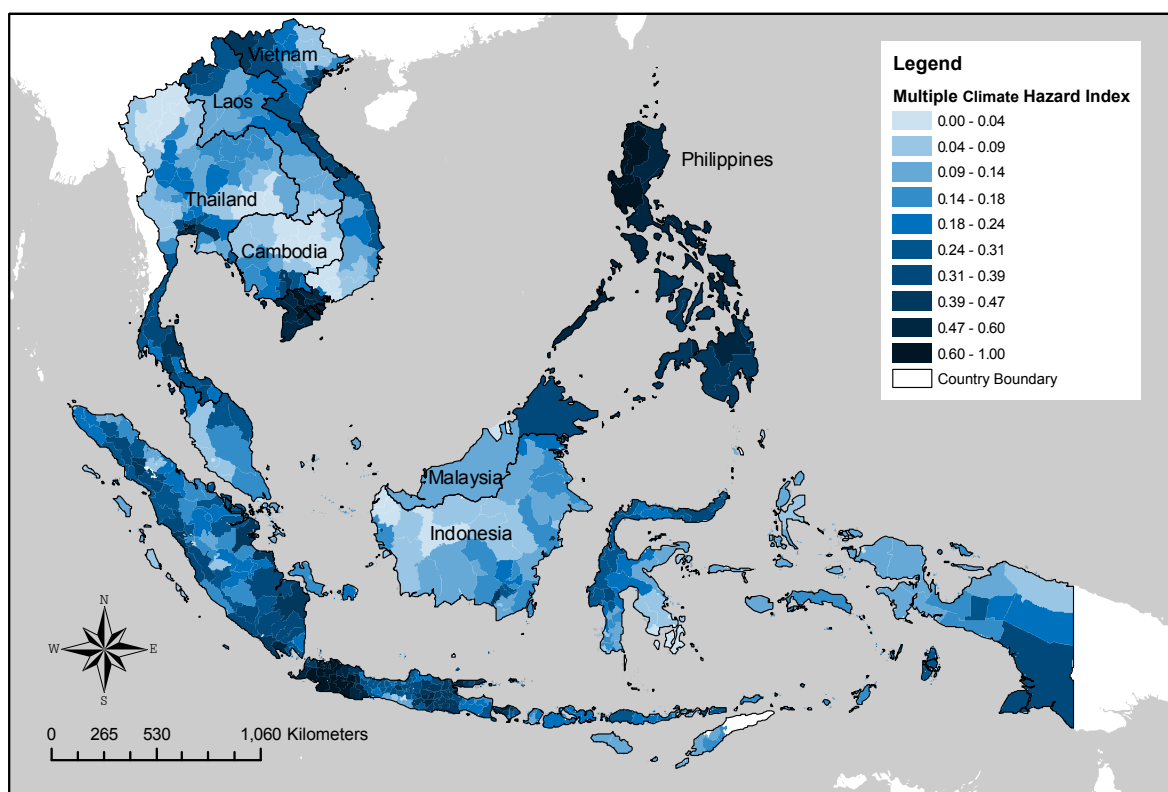 Vietnam
Laos
Thailand
Cambodia
Philippines
Malaysia
Indonesia
Legend
Multiple Climate Hazard Index
0.00 - 0.04
0.04 - 0.09
0.09 - 0.14
0.14 - 0.18
0.18 - 0.24
0.24 - 0.31
0.31 - 0.39
0.39 - 0.47
0.47 - 0.60
0.60 - 1.00
Country Boundary
N
W E
S
0 265 530 1,060 Kilometers